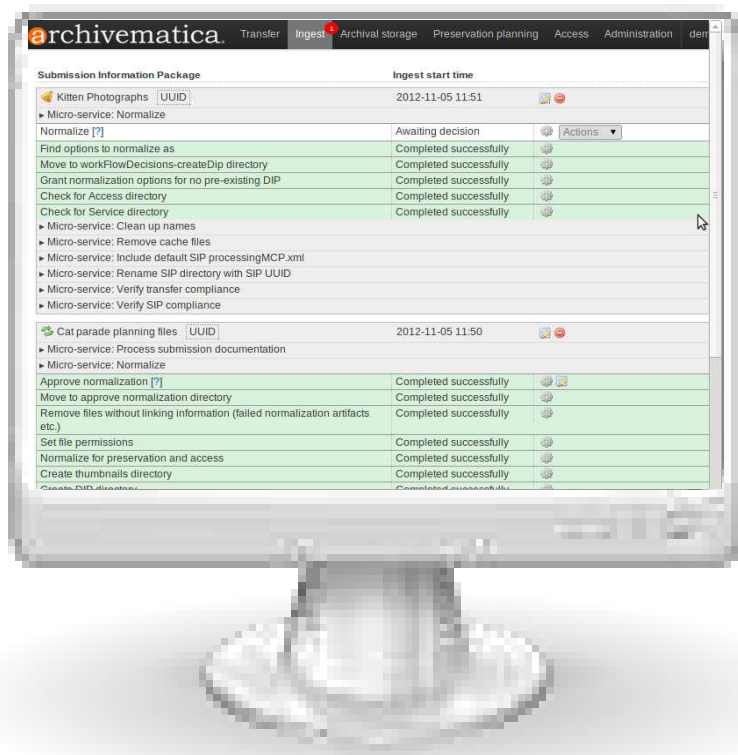 archivematica. Transfer Ingest 1 Archival storage Preservation planning Access Administration dem
Submission Information Package Ingest start time
Kitten Photographs UUID 2012-11-05 11:51
▸ Micro-service: Normalize
Normalize [?] Awaiting decision Actions ▼
Find options to normalize as Completed successfully
Move to workFlowDecisions-createDip directory Completed successfully
Grant normalization options for no pre-existing DIP Completed successfully
Check for Access directory Completed successfully
Check for Service directory Completed successfully
▸ Micro-service: Clean up names
▸ Micro-service: Remove cache files
▸ Micro-service: Include default SIP processingMCP.xml
▸ Micro-service: Rename SIP directory with SIP UUID
▸ Micro-service: Verify transfer compliance
▸ Micro-service: Verify SIP compliance
Cat parade planning files UUID 2012-11-05 11:50
▸ Micro-service: Process submission documentation
▸ Micro-service: Normalize
Approve normalization [?] Completed successfully
Move to approve normalization directory Completed successfully
Remove files without linking information (failed normalization artifacts Completed successfully
etc.)
Set file permissions Completed successfully
Normalize for preservation and access Completed successfully
Create thumbnails directory Completed successfully
Create DIP directory Completed successfully